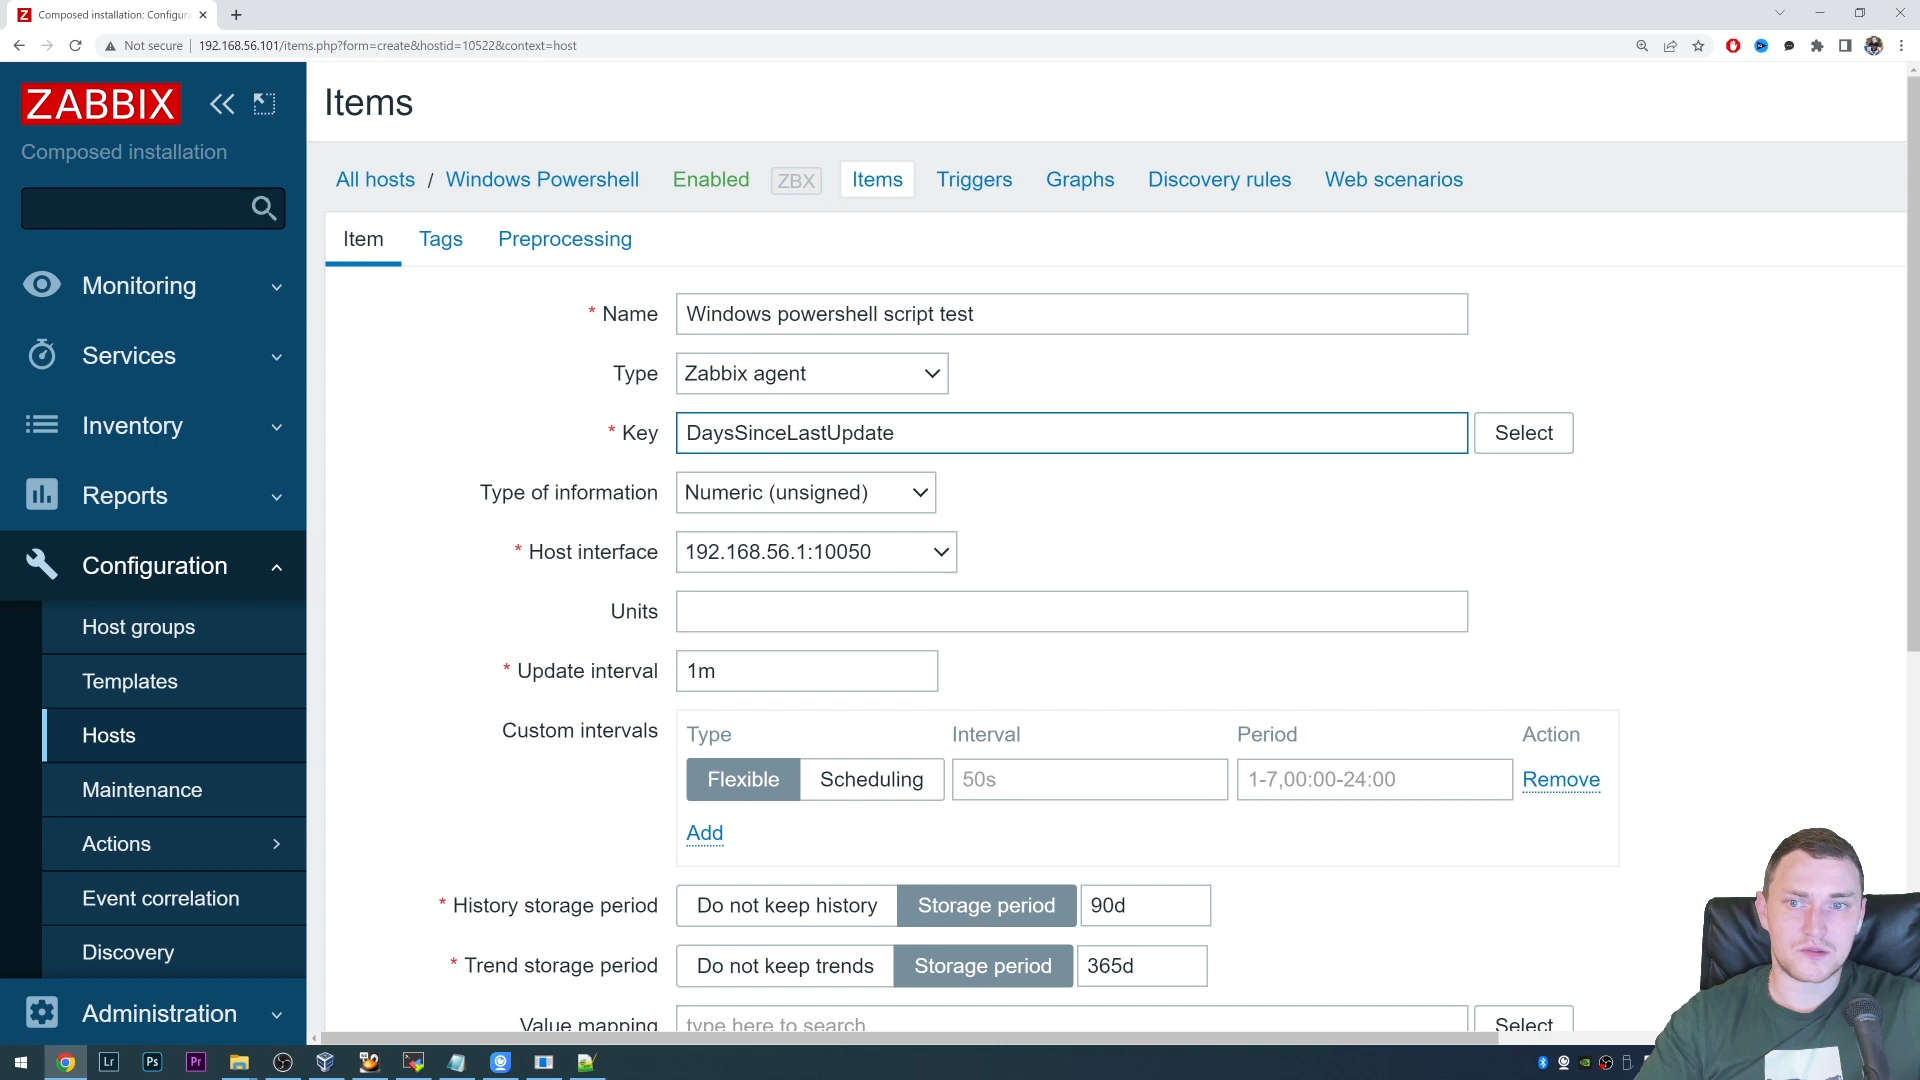 Composed installation: Configura
Not secure
192.168.56.101/items.php?form=create&hostid=10522&context=host
ZABBIX
Composed installation
Monitoring
Services
Inventory
Reports
Configuration
Host groups
Templates
Hosts
Maintenance
Actions
Event correlation
Discovery
Administration
Items
All hosts / Windows Powershell Enabled ZBX Items Triggers Graphs Discovery rules Web scenarios
Item Tags Preprocessing
* Name Windows powershell script test
Type Zabbix agent
* Key DaysSinceLastUpdate Select
Type of information Numeric (unsigned)
* Host interface 192.168.56.1:10050
Units
* Update interval 1m
Custom intervals Type Interval Period Action
Flexible Scheduling 50s 1-7,00:00-24:00 Remove
Add
* History storage period Do not keep history Storage period 90d
* Trend storage period Do not keep trends Storage period 365d
Value mapping type here to search Select
Lr Ps Pr